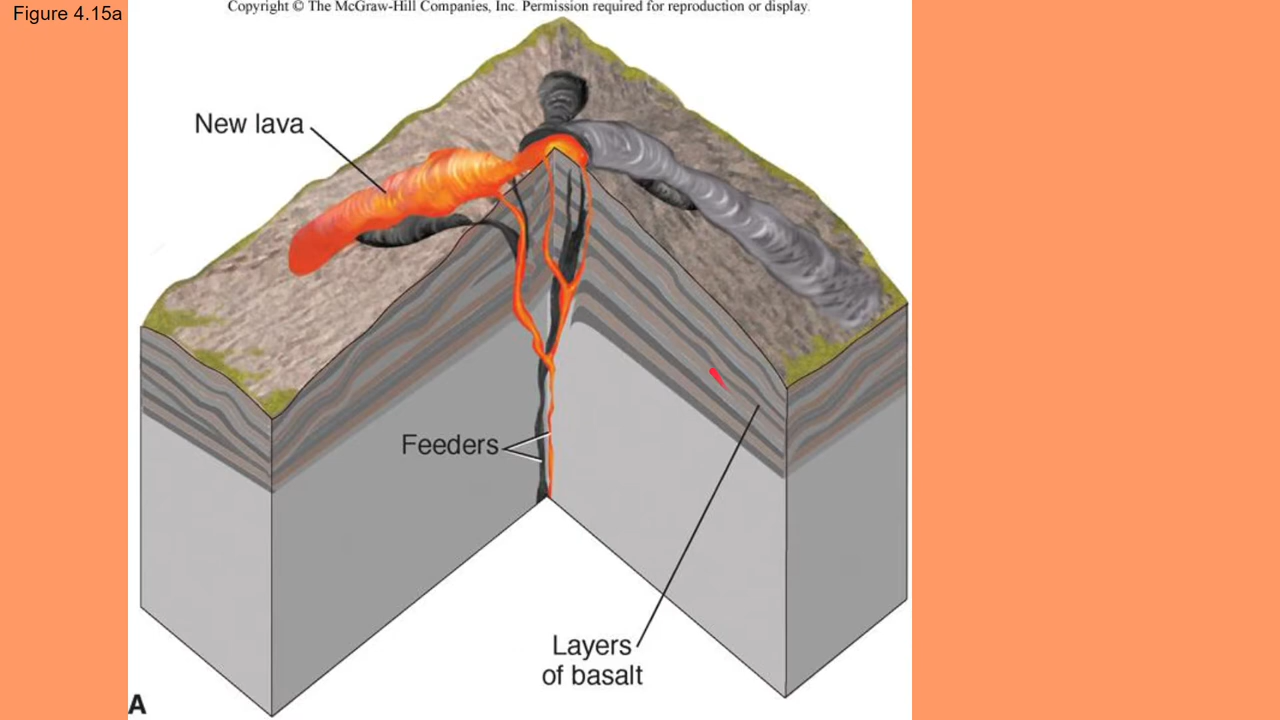 Figure 4.15a
Copyright © The McGraw-Hill Companies, Inc. Permission required for reproduction or display.
New lava
Feeders
Layers
of basalt
A